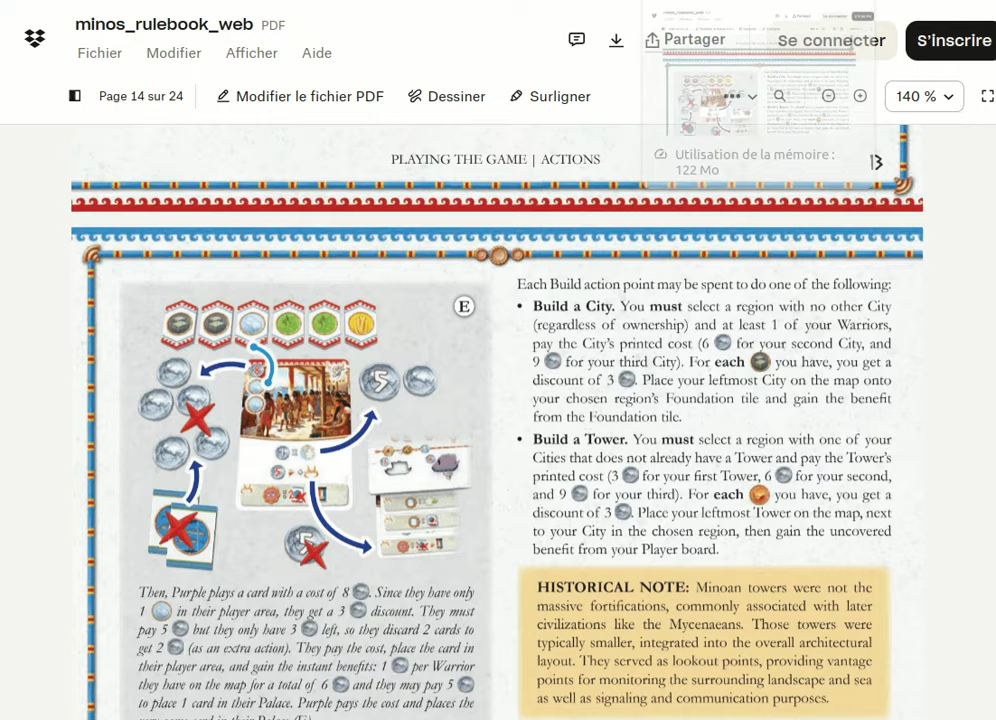 minos_rulebook_web PDF
Fichier Modifier Afficher Aide
Partager
Se connecter
S'inscrire
Page 14 sur 24
Modifier le fichier PDF
Dessiner
Surligner
140 %
Utilisation de la mémoire :
122 Mo
PLAYING THE GAME | ACTIONS
13
E
5
5
Then, Purple plays a card with a cost of 8 . Since they have only
1 in their player area, they get a 3 discount. They must
pay 5 but they only have 3 left, so they discard 2 cards to
get 2 (as an extra action). They pay the cost, place the card in
their player area, and gain the instant benefits: 1 per Warrior
they have on the map for a total of 6 and they may pay 5
to place 1 card in their Palace. Purple pays the cost and places the
Each Build action point may be spent to do one of the following:
• Build a City. You must select a region with no other City
(regardless of ownership) and at least 1 of your Warriors,
pay the City's printed cost (6 for your second City, and
9 for your third City). For each you have, you get a
discount of 3 . Place your leftmost City on the map onto
your chosen region's Foundation tile and gain the benefit
from the Foundation tile.
• Build a Tower. You must select a region with one of your
Cities that does not already have a Tower and pay the Tower's
printed cost (3 for your first Tower, 6 for your second,
and 9 for your third). For each you have, you get a
discount of 3 . Place your leftmost Tower on the map, next
to your City in the chosen region, then gain the uncovered
benefit from your Player board.
HISTORICAL NOTE: Minoan towers were not the
massive fortifications, commonly associated with later
civilizations like the Mycenaeans. Those towers were
typically smaller, integrated into the overall architectural
layout. They served as lookout points, providing vantage
points for monitoring the surrounding landscape and sea
as well as signaling and communication purposes.